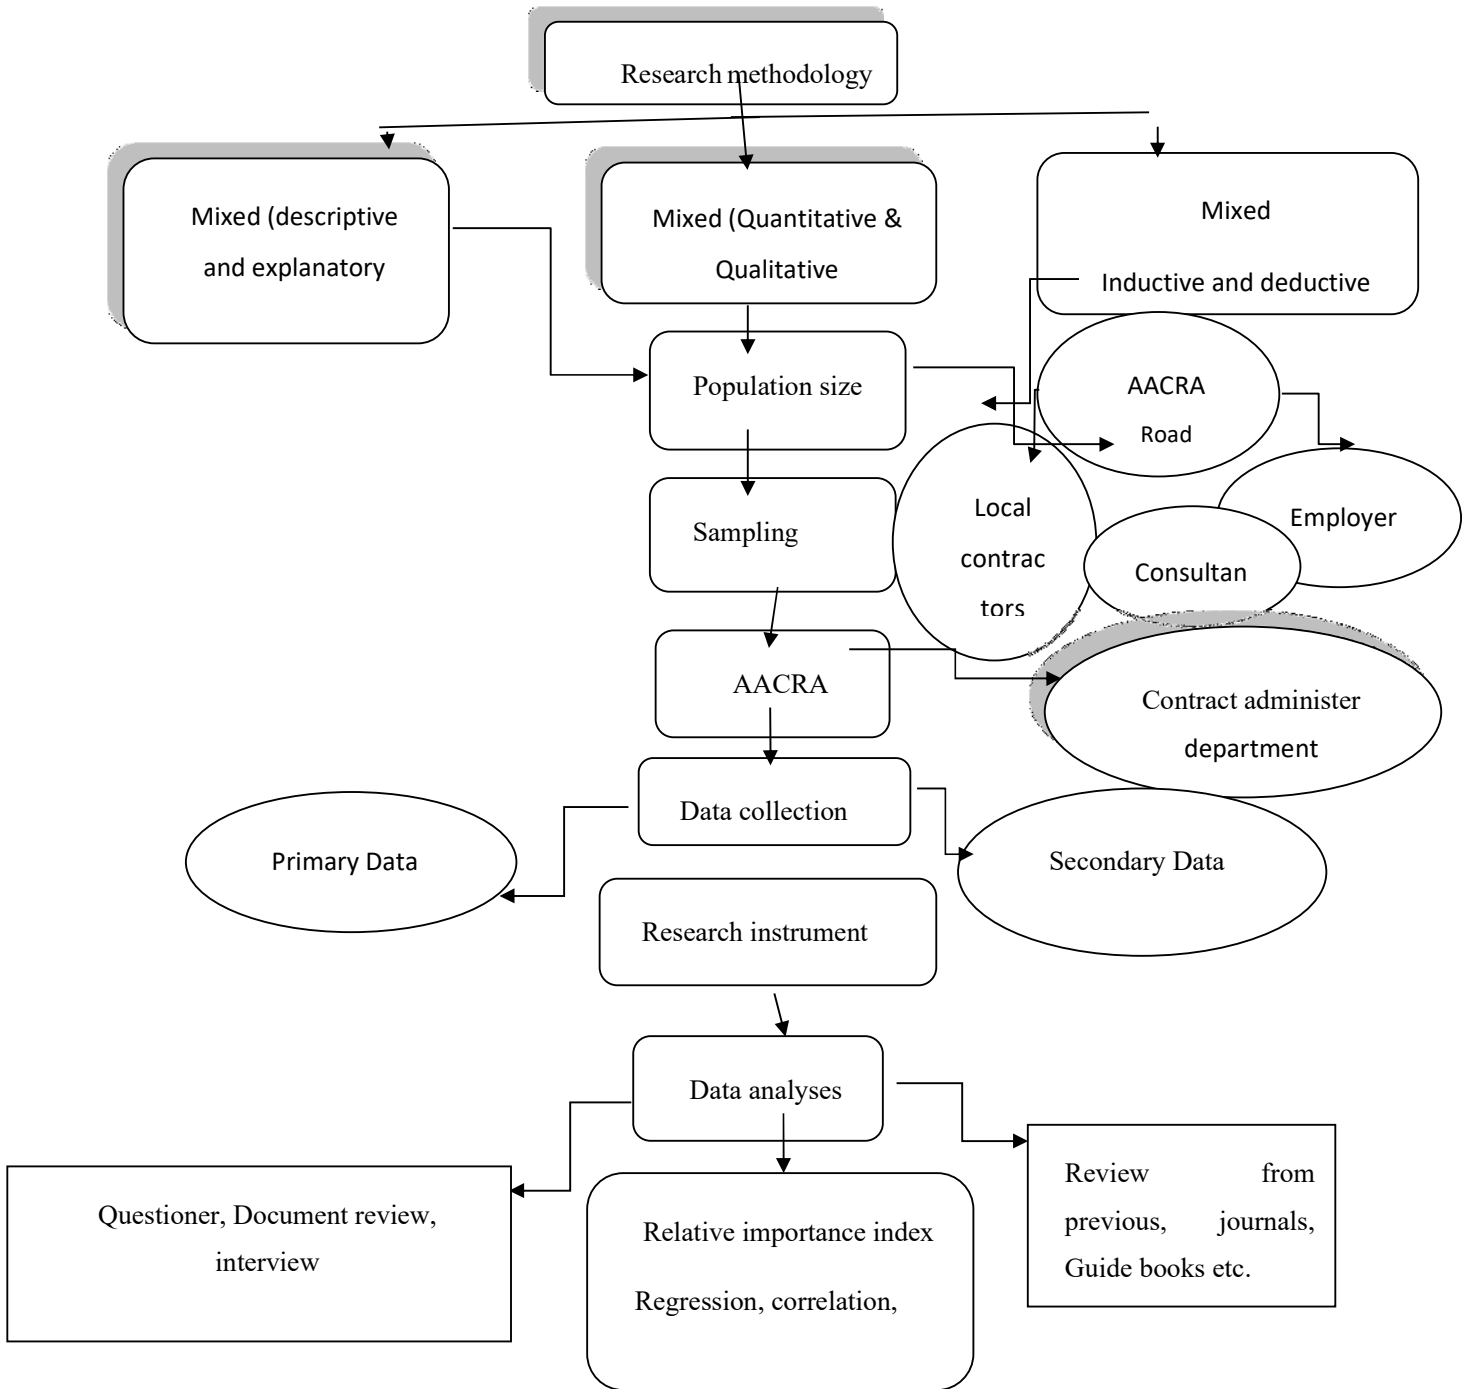 Research methodology
Mixed (descriptive
and explanatory
Mixed (Quantitative &
Qualitative
Mixed
Inductive and deductive
Population size
AACRA
Road
Sampling
Local
contrac
tors
Employer
Consultan
AACRA
Contract administer
department
Data collection
Primary Data
Secondary Data
Research instrument
Data analyses
Questioner, Document review,
interview
Relative importance index
Regression, correlation,
Review from
previous, journals,
Guide books etc.